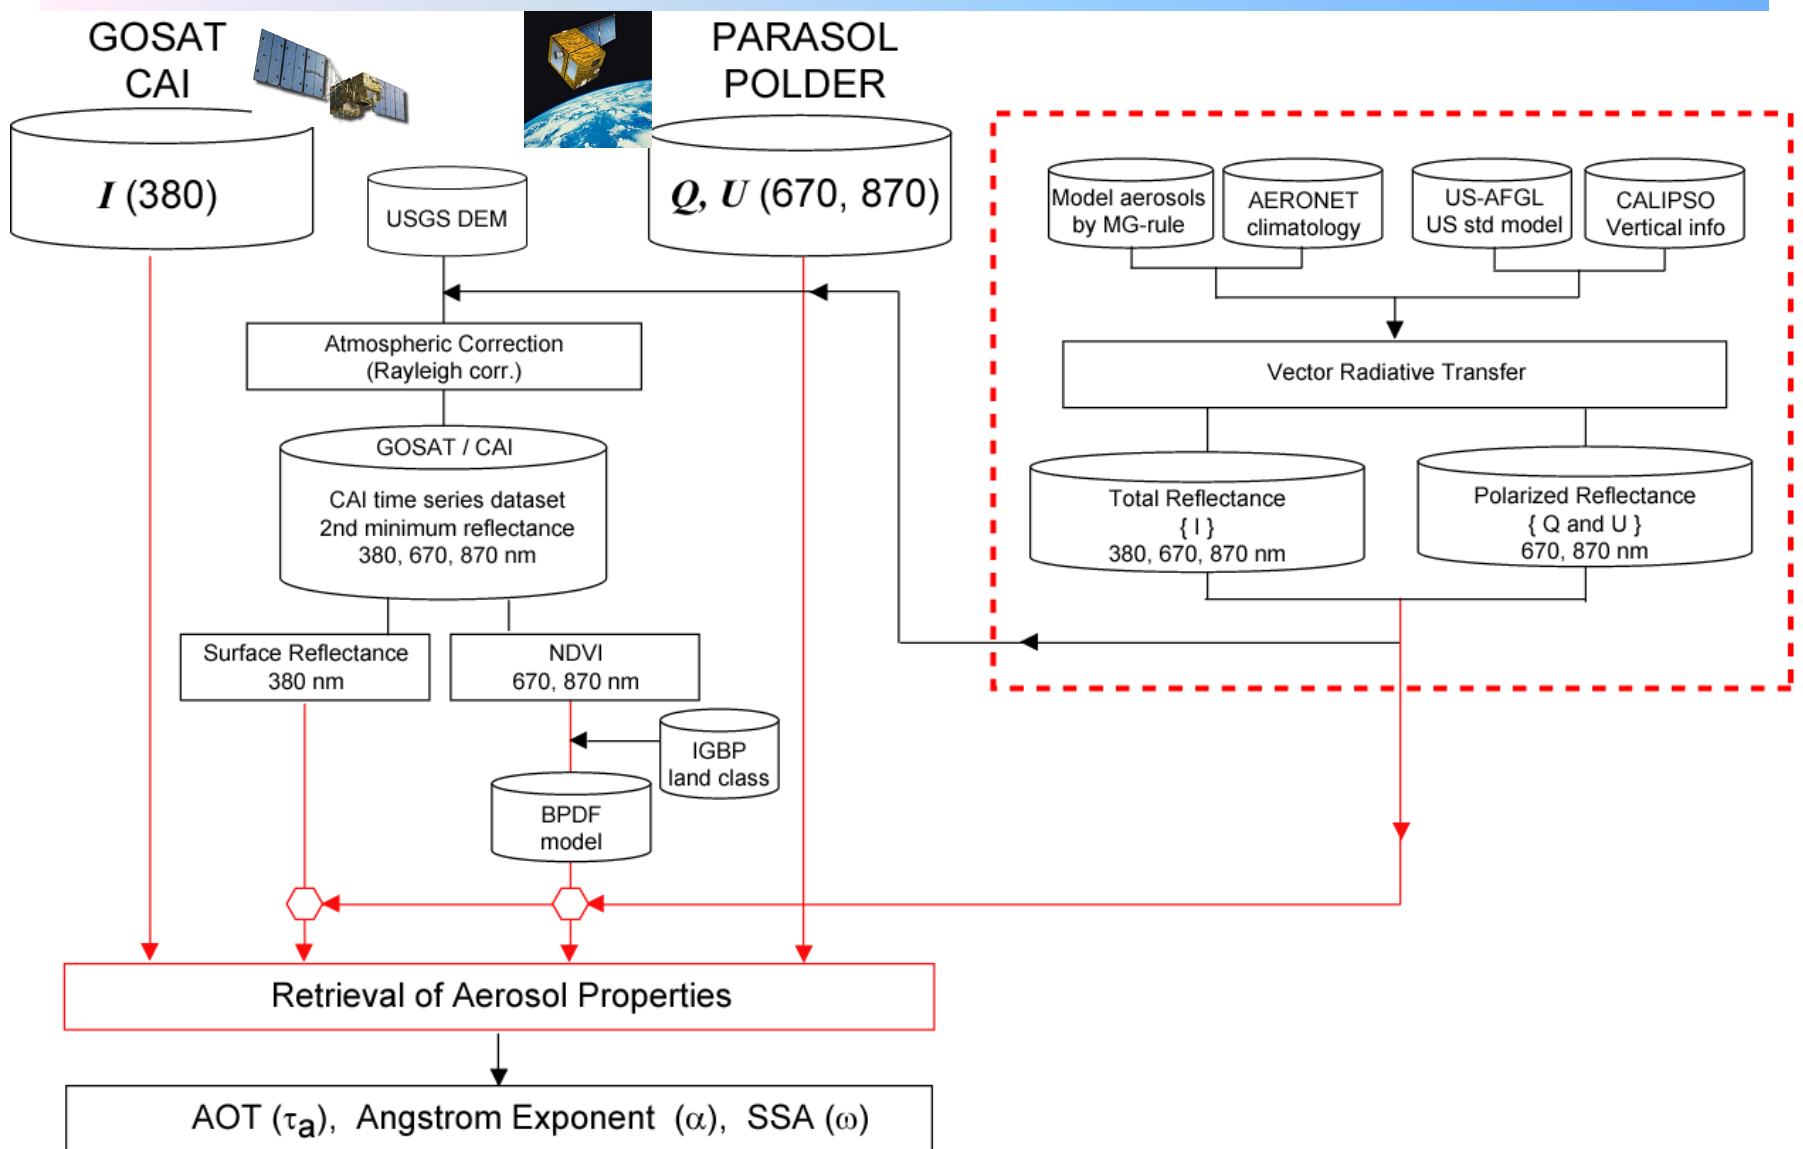 GOSAT
CAI
PARASOL
POLDER
I (380)
USGS DEM
Q, U (670, 870)
Model aerosols
by MG-rule
AERONET
climatology
US-AFGL
US std model
CALIPSO
Vertical info
Atmospheric Correction
(Rayleigh corr.)
Vector Radiative Transfer
GOSAT / CAI
CAI time series dataset
2nd minimum reflectance
380, 670, 870 nm
Total Reflectance
{ I }
380, 670, 870 nm
Polarized Reflectance
{ Q and U }
670, 870 nm
Surface Reflectance
380 nm
NDVI
670, 870 nm
IGBP
land class
BPDF
model
Retrieval of Aerosol Properties
AOT (τa), Angstrom Exponent (α), SSA (ω)